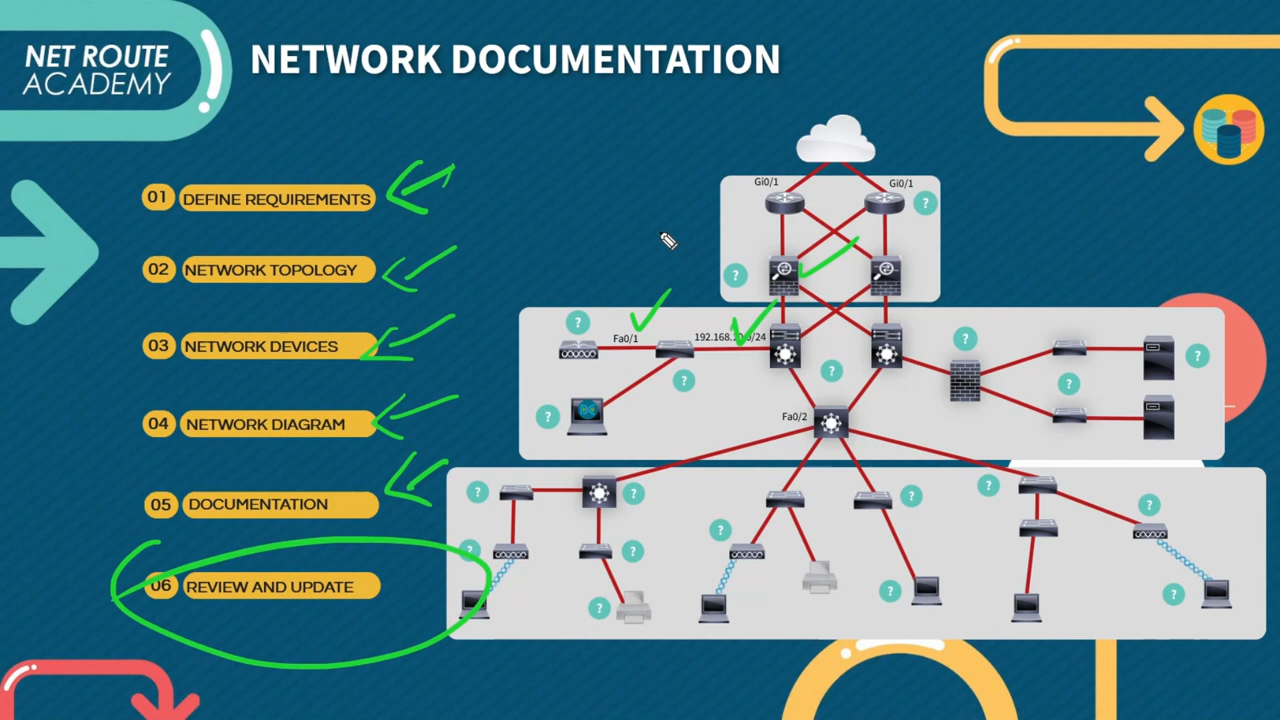 NET ROUTE
ACADEMY
NETWORK DOCUMENTATION
01 DEFINE REQUIREMENTS
02 NETWORK TOPOLOGY
03 NETWORK DEVICES
04 NETWORK DIAGRAM
05 DOCUMENTATION
06 REVIEW AND UPDATE
Gi0/1 Gi0/1
?
?
? ?
Fa0/1
?
? ?
?
?
Fa0/2
?
?
? ?
? ?
?
? ?
?
? ?
?